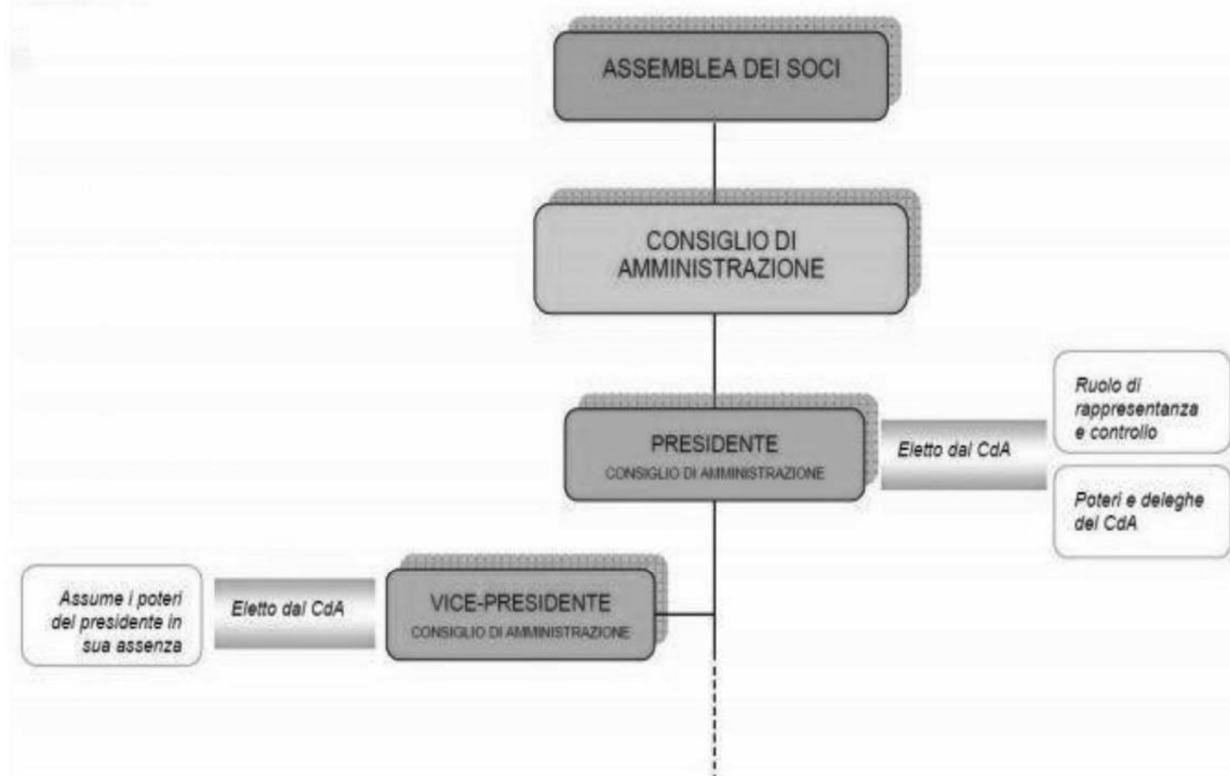 ASSEMBLEA DEI SOCI
CONSIGLIO DI
AMMINISTRAZIONE
PRESIDENTE
CONSIGLIO DI AMMINISTRAZIONE
Eletto dal CdA
Ruolo di
rappresentanza
e controllo
Poteri e deleghe
del CdA
VICE-PRESIDENTE
CONSIGLIO DI AMMINISTRAZIONE
Eletto dal CdA
Assume i poteri
del presidente in
sua assenza